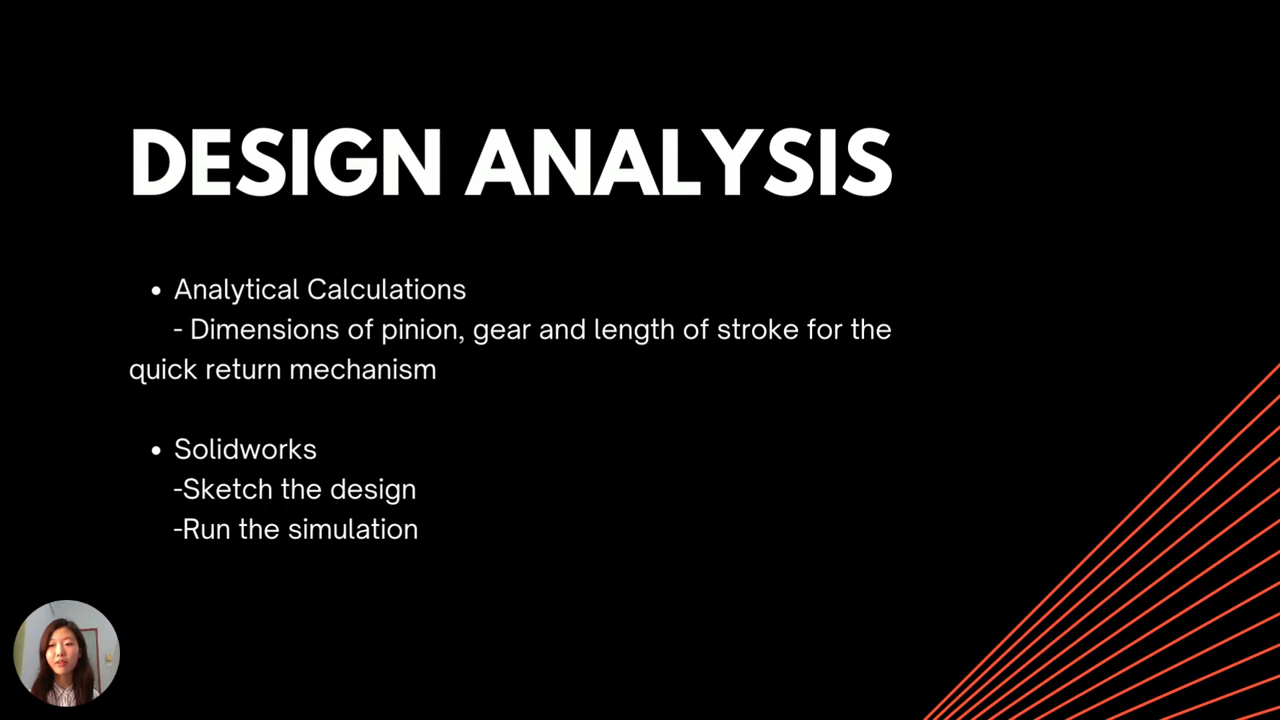 DESIGN ANALYSIS
• Analytical Calculations
- Dimensions of pinion, gear and length of stroke for the
quick return mechanism
• Solidworks
-Sketch the design
-Run the simulation